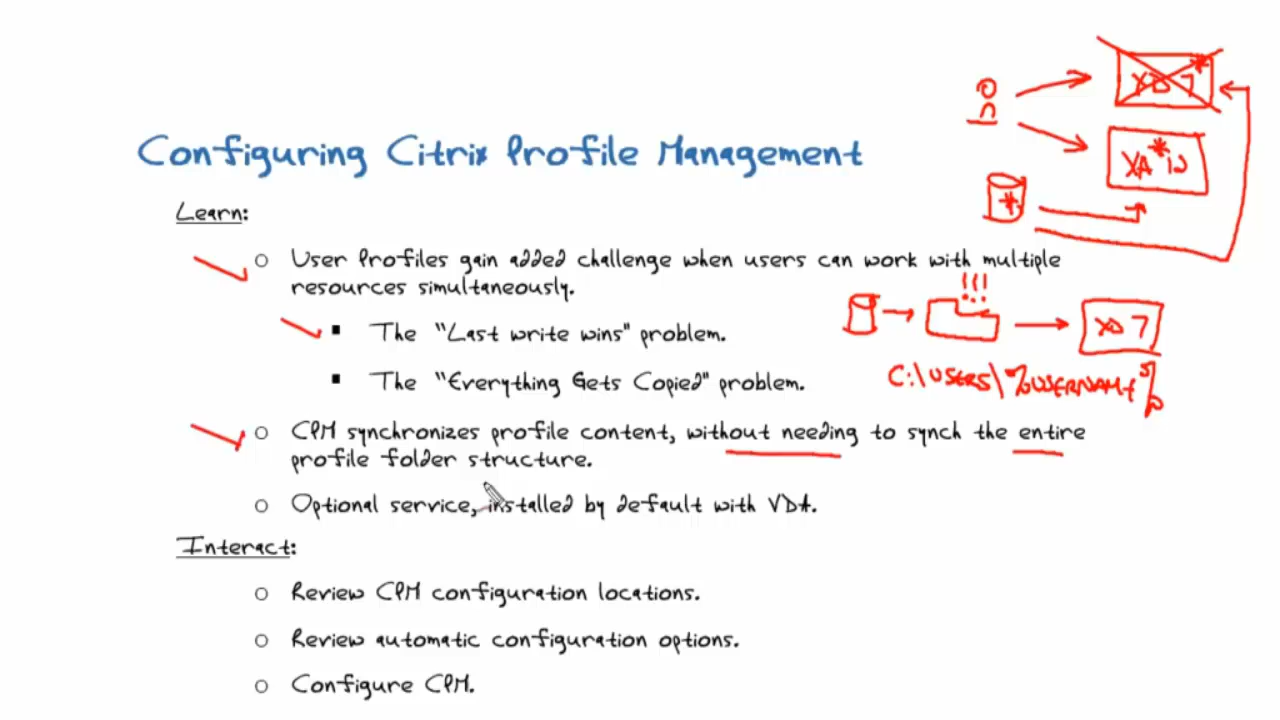 XD 7*
XA* 10
*
Configuring Citrix Profile Management
Learn:
User Profiles gain added challenge when users can work with multiple
resources simultaneously.
!!!
The "Last write wins" problem.
XD 7
The "Everything Gets Copied" problem.
C:\USERS\%USERNAME%
CPM synchronizes profile content, without needing to synch the entire
profile folder structure.
Optional service, installed by default with VDA.
Interact:
Review CPM configuration locations.
Review automatic configuration options.
Configure CPM.